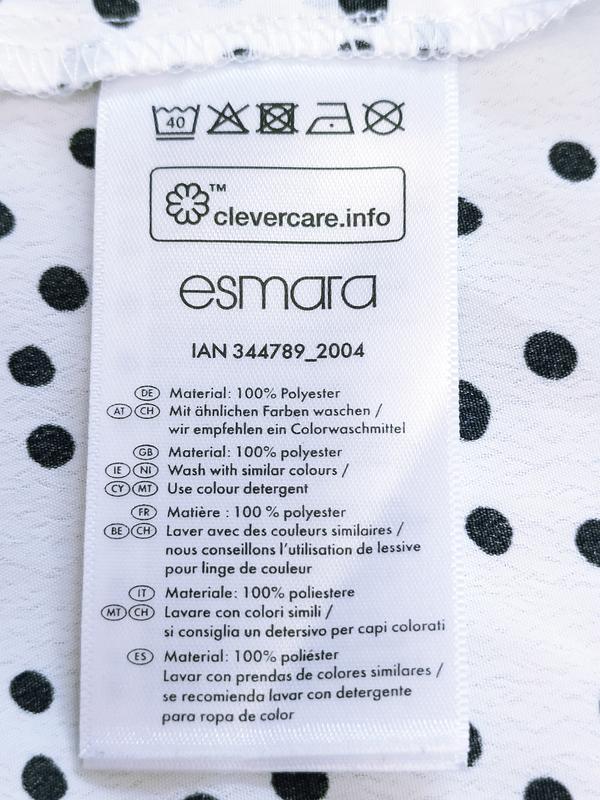 40
™
clevercare.info
esmara
IAN 344789_2004
DE Material: 100% Polyester
AT CH Mit ähnlichen Farben waschen /
wir empfehlen ein Colorwaschmittel
GB Material: 100% polyester
IE NI Wash with similar colours /
CY MT Use colour detergent
FR Matière : 100 % polyester
BE CH Laver avec des couleurs similaires /
nous conseillons l'utilisation de lessive
pour linge de couleur
IT Materiale: 100% poliestere
MT CH Lavare con colori simili /
si consiglia un detersivo per capi colorati
ES Material: 100% poliéster
Lavar con prendas de colores similares /
se recomienda lavar con detergente
para ropa de color